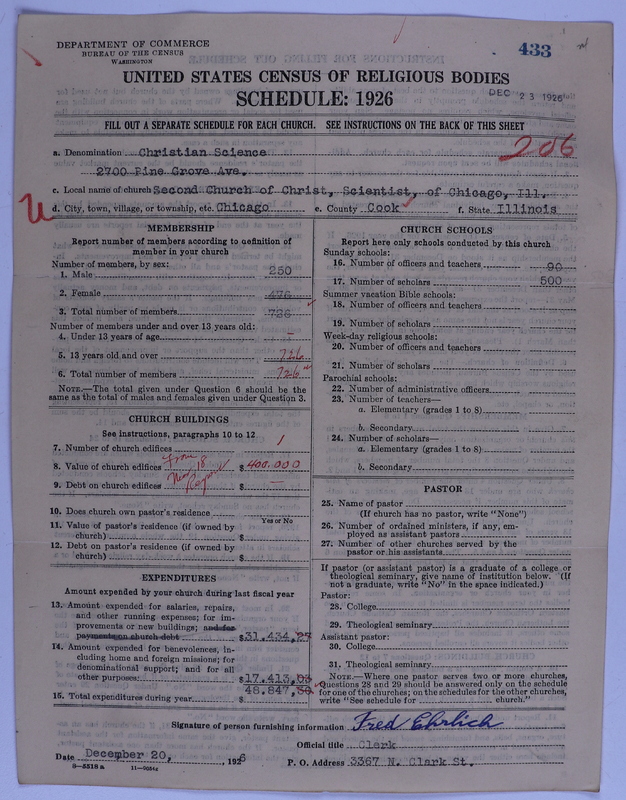 DEPARTMENT OF COMMERCE
BUREAU OF THE CENSUS
WASHINGTON
433
UNITED STATES CENSUS OF RELIGIOUS BODIES
SCHEDULE: 1926
DEC 23 1926
FILL OUT A SEPARATE SCHEDULE FOR EACH CHURCH. SEE INSTRUCTIONS ON THE BACK OF THIS SHEET
206
a. Denomination Christian Science
2700 Pine Grove Ave.
c. Local name of church Second Church of Christ, Scientist, of Chicago, Ill.
U
d. City, town, village, or township, etc. Chicago e. County Cook f. State Illinois
MEMBERSHIP
Report number of members according to definition of
member in your church
Number of members, by sex:
1. Male 250
2. Female 476
3. Total number of members 726
Number of members under and over 13 years old:
4. Under 13 years of age –
5. 13 years old and over 726
6. Total number of members 726
NOTE.—The total given under Question 6 should be the
same as the total of males and females given under Question 3.
CHURCH BUILDINGS
See instructions, paragraphs 10 to 12
7. Number of church edifices 1
8. Value of church edifices From $400.000
9. Debt on church edifices $ –
10. Does church own pastor's residence
Yes or No
11. Value of pastor's residence (if owned by
church) $
12. Debt on pastor's residence (if owned by
church) $
EXPENDITURES
Amount expended by your church during last fiscal year
13. Amount expended for salaries, repairs,
and other running expenses; for im-
provements or new buildings; and for
payments on church debt $31,434.27
14. Amount expended for benevolences, in-
cluding home and foreign missions; for
denominational support; and for all
other purposes: $17,413.03
15. Total expenditures during year $48,847.30
CHURCH SCHOOLS
Report here only schools conducted by this church
Sunday schools:
16. Number of officers and teachers 90
17. Number of scholars 500
Summer vacation Bible schools:
18. Number of officers and teachers
19. Number of scholars
Week-day religious schools:
20. Number of officers and teachers
21. Number of scholars
Parochial schools:
22. Number of administrative officers
23. Number of teachers—
a. Elementary (grades 1 to 8)
b. Secondary
24. Number of scholars—
a. Elementary (grades 1 to 8)
b. Secondary
PASTOR
25. Name of pastor
(If church has no pastor, write "None")
26. Number of ordained ministers, if any, em-
ployed as assistant pastors
27. Number of other churches served by the
pastor or his assistants
If pastor (or assistant pastor) is a graduate of a college or
theological seminary, give name of institution below. (If
not a graduate, write "No" in the space indicated.)
Pastor:
28. College
29. Theological seminary
Assistant pastor:
30. College
31. Theological seminary
NOTE.—Where one pastor serves two or more churches,
Questions 28 and 29 should be answered only on the schedule
for one of the churches; on the schedules for the other churches,
write "See schedule for church."
Signature of person furnishing information Fred Ehrlich
Official title Clerk
Date December 20, 1926 P. O. Address 3367 N. Clark St.
8—5518a